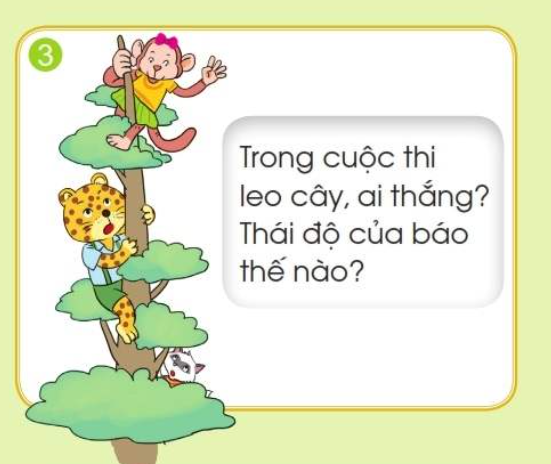 3
Trong cuộc thi
leo cây, ai thắng?
Thái độ của báo
thế nào?